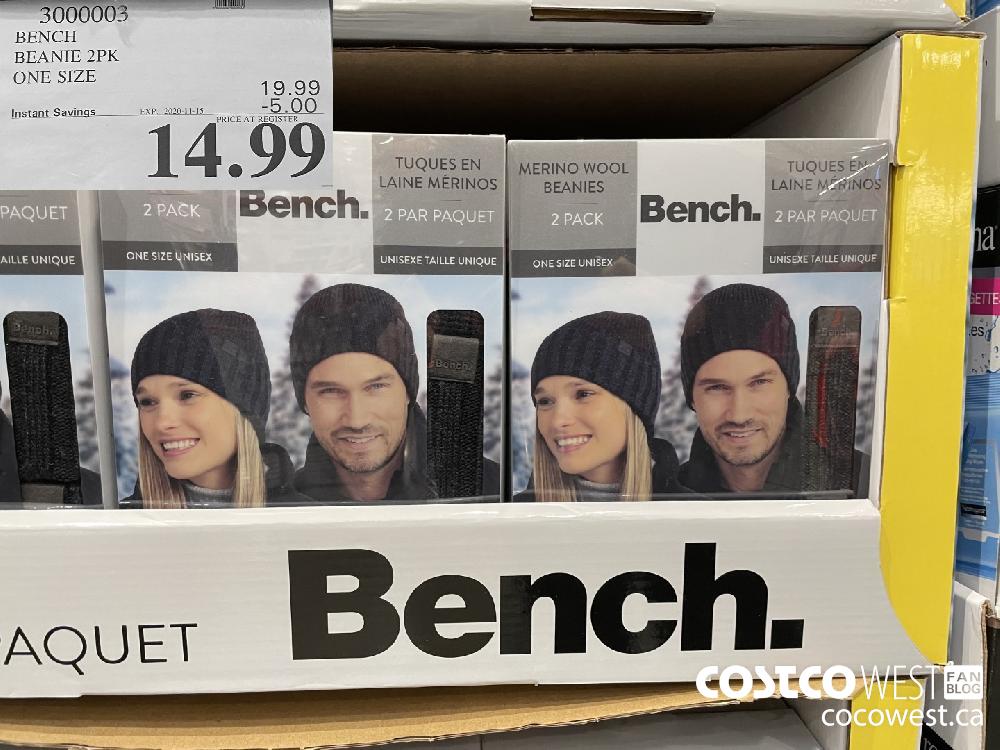 3000003
BENCH
BEANIE 2PK
ONE SIZE
19.99
-5.00
Instant Savings EXP. 2020-11-15
PRICE AT REGISTER
14.99
PAQUET
AILLE UNIQUE
Bench.
2 PACK
ONE SIZE UNISEX
Bench.
TUQUES EN
LAINE MÉRINOS
2 PAR PAQUET
UNISEXE TAILLE UNIQUE
Bench.
MERINO WOOL
BEANIES
2 PACK
ONE SIZE UNISEX
Bench.
TUQUES EN
LAINE MÉRINOS
2 PAR PAQUET
UNISEXE TAILLE UNIQUE
Bench.
PAQUET
Bench.
COSTCO WEST FAN BLOG
cocowest.ca